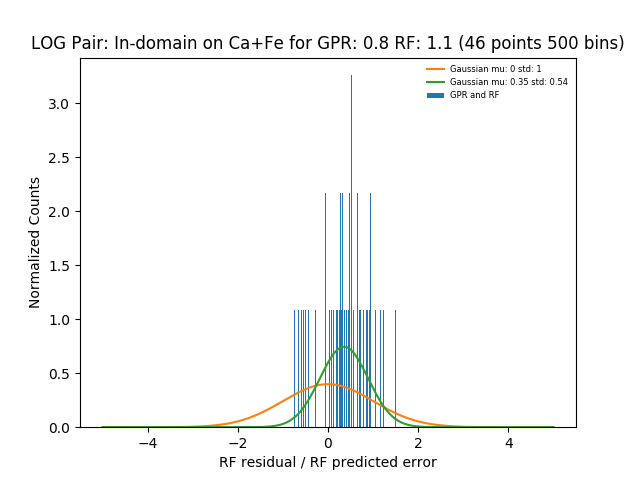 LOG Pair: In-domain on Ca+Fe for GPR: 0.8 RF: 1.1 (46 points 500 bins)
Gaussian mu: 0 std: 1
Gaussian mu: 0.35 std: 0.54
GPR and RF
Normalized Counts
3.0
2.5
2.0
1.5
1.0
0.5
0.0
−4 −2 0 2 4
RF residual / RF predicted error